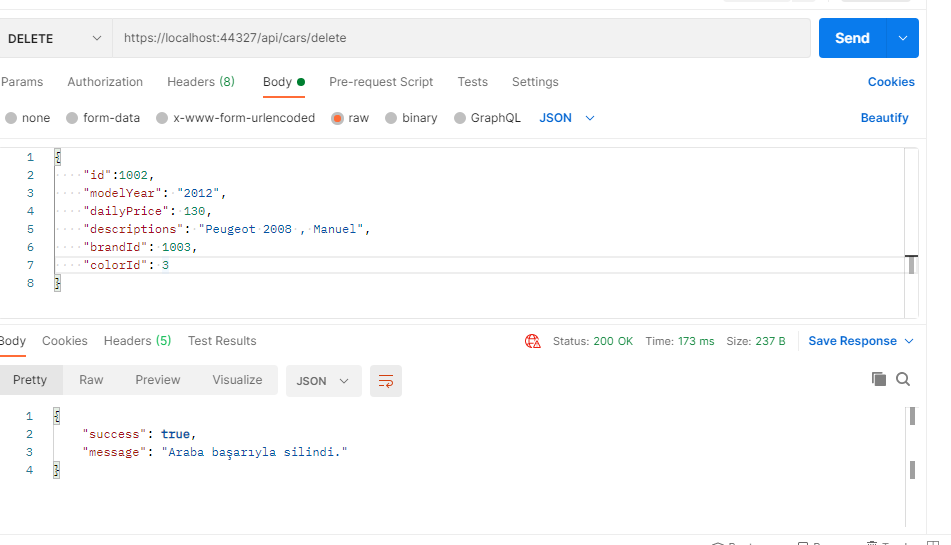 DELETE https://localhost:44327/api/cars/delete Send
Params Authorization Headers (8) Body Pre-request Script Tests Settings Cookies
none form-data x-www-form-urlencoded raw binary GraphQL JSON Beautify
1 {
2 "id":1002,
3 "modelYear": "2012",
4 "dailyPrice": 130,
5 "descriptions": "Peugeot 2008 , Manuel",
6 "brandId": 1003,
7 "colorId": 3
8 }
Body Cookies Headers (5) Test Results Status: 200 OK Time: 173 ms Size: 237 B Save Response
Pretty Raw Preview Visualize JSON
1 {
2 "success": true,
3 "message": "Araba başarıyla silindi."
4 }